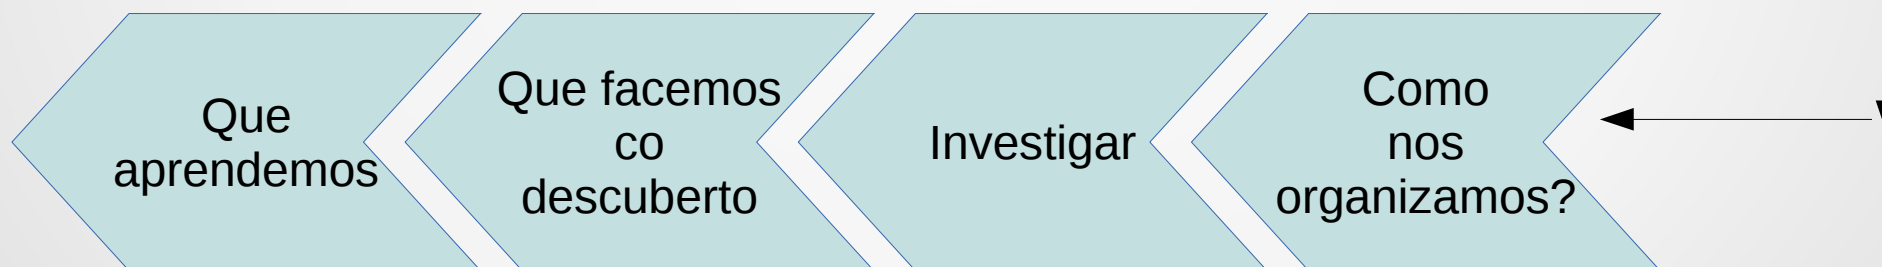 Que
aprendemos
Que facemos
co
descuberto
Investigar
Como
nos
organizamos?